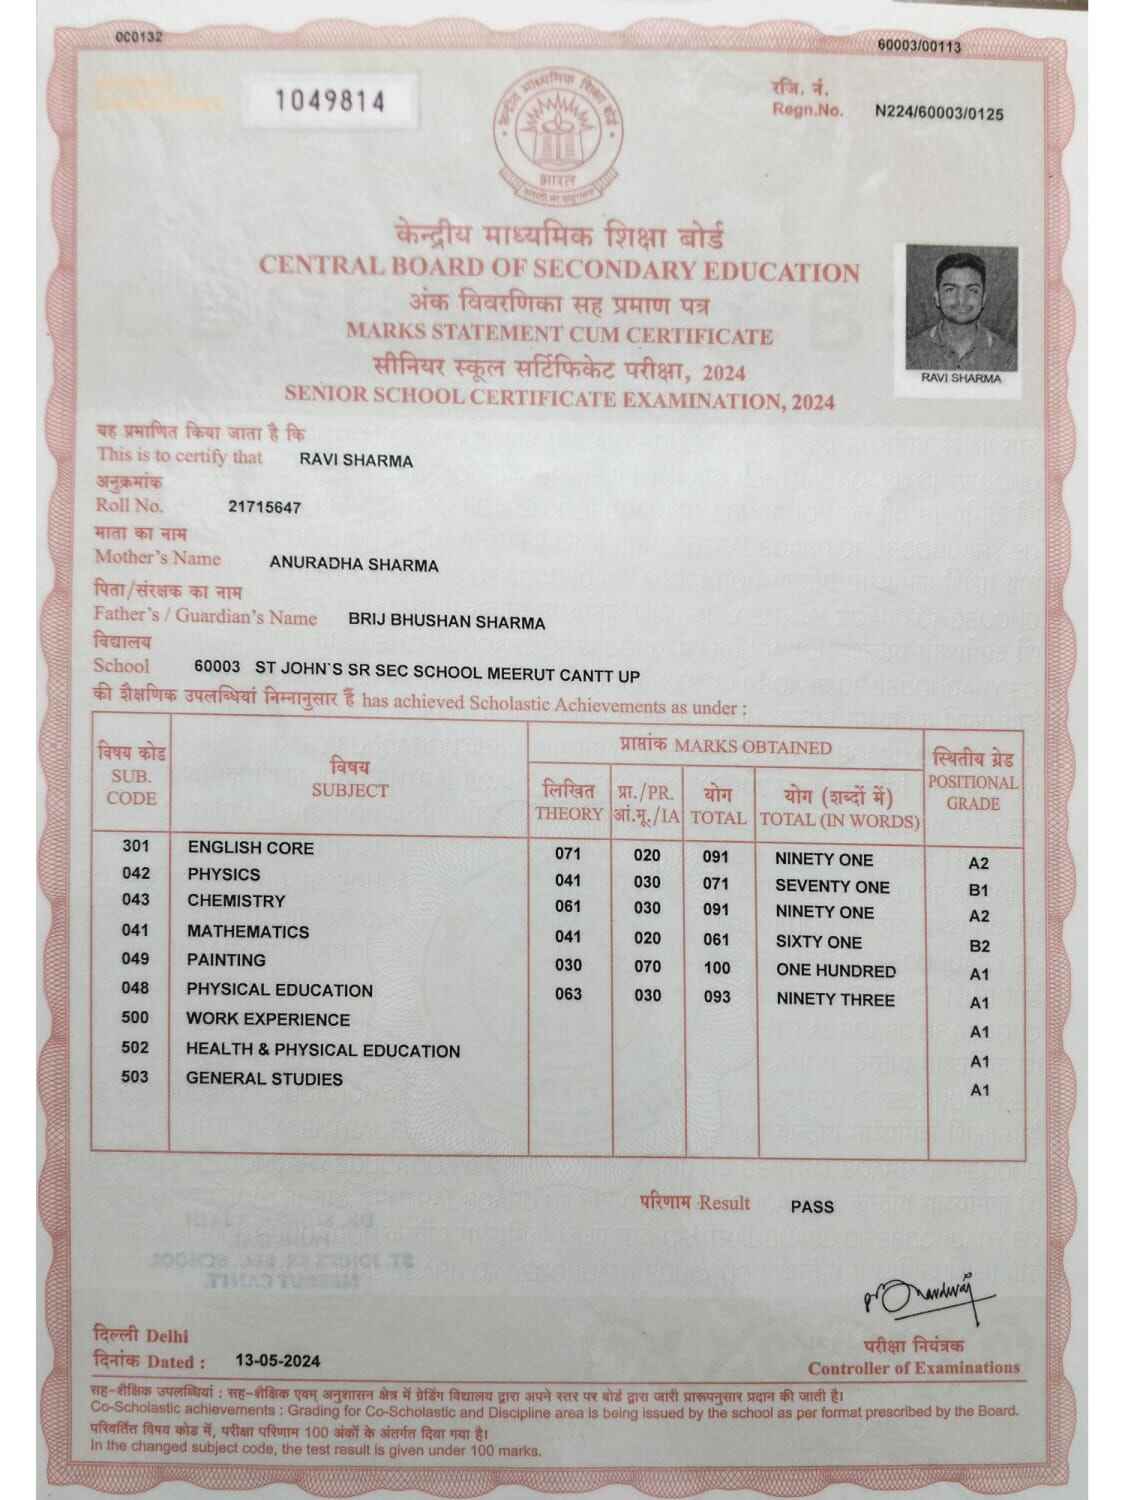 000132
60003/00113
1049814
रजि. नं.
Regn.No. N224/60003/0125
केन्द्रीय माध्यमिक शिक्षा बोर्ड
भारत
केन्द्रीय माध्यमिक शिक्षा बोर्ड
CENTRAL BOARD OF SECONDARY EDUCATION
अंक विवरणिका सह प्रमाण पत्र
MARKS STATEMENT CUM CERTIFICATE
सीनियर स्कूल सर्टिफिकेट परीक्षा, 2024
SENIOR SCHOOL CERTIFICATE EXAMINATION, 2024
RAVI SHARMA
यह प्रमाणित किया जाता है कि
This is to certify that RAVI SHARMA
अनुक्रमांक
Roll No. 21715647
माता का नाम
Mother's Name ANURADHA SHARMA
पिता/संरक्षक का नाम
Father's / Guardian's Name BRIJ BHUSHAN SHARMA
विद्यालय
School 60003 ST JOHN`S SR SEC SCHOOL MEERUT CANTT UP
की शैक्षणिक उपलब्धियां निम्नानुसार हैं has achieved Scholastic Achievements as under :
विषय कोड SUB. CODE विषय SUBJECT प्राप्तांक MARKS OBTAINED स्थितीय ग्रेड POSITIONAL GRADE
लिखित THEORY प्रा./PR. आं.मू./IA योग TOTAL योग (शब्दों में) TOTAL (IN WORDS)
301 ENGLISH CORE 071 020 091 NINETY ONE A2
042 PHYSICS 041 030 071 SEVENTY ONE B1
043 CHEMISTRY 061 030 091 NINETY ONE A2
041 MATHEMATICS 041 020 061 SIXTY ONE B2
049 PAINTING 030 070 100 ONE HUNDRED A1
048 PHYSICAL EDUCATION 063 030 093 NINETY THREE A1
500 WORK EXPERIENCE A1
502 HEALTH & PHYSICAL EDUCATION A1
503 GENERAL STUDIES A1
परिणाम Result PASS
दिल्ली Delhi
दिनांक Dated : 13-05-2024
परीक्षा नियंत्रक
Controller of Examinations
सह-शैक्षिक उपलब्धियां : सह-शैक्षिक एवम् अनुशासन क्षेत्र में ग्रेडिंग विद्यालय द्वारा अपने स्तर पर बोर्ड द्वारा जारी प्रारूपनुसार प्रदान की जाती है।
Co-Scholastic achievements : Grading for Co-Scholastic and Discipline area is being issued by the school as per format prescribed by the Board.
परिवर्तित विषय कोड में, परीक्षा परिणाम 100 अंकों के अंतर्गत दिया गया है।
In the changed subject code, the test result is given under 100 marks.